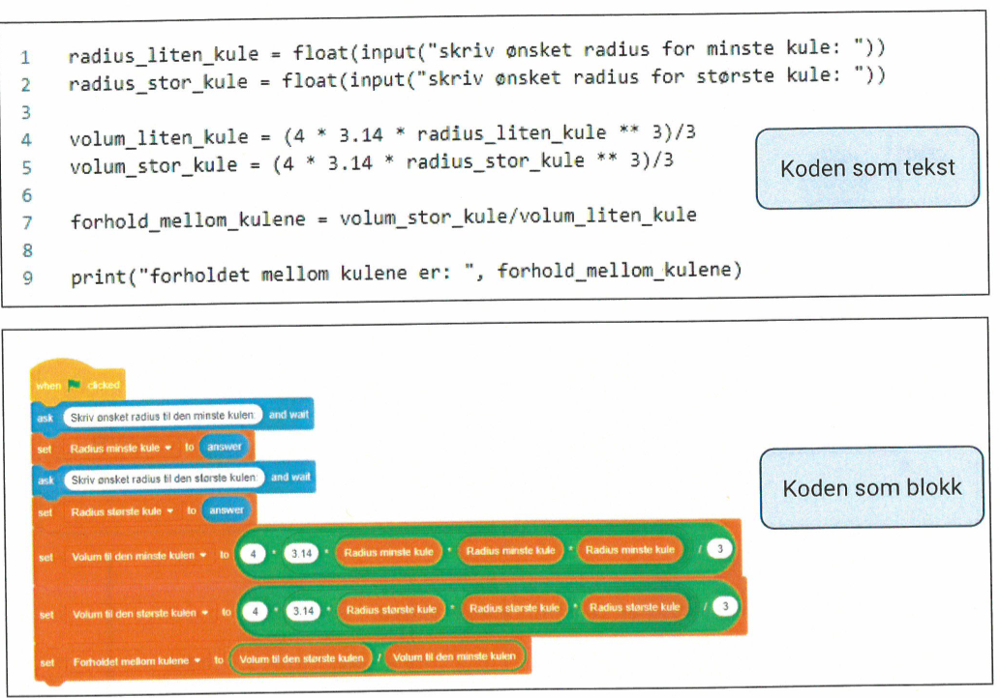 1 radius_liten_kule = float(input("skriv ønsket radius for minste kule: "))
2 radius_stor_kule = float(input("skriv ønsket radius for største kule: "))
3
4 volum_liten_kule = (4 * 3.14 * radius_liten_kule ** 3)/3
5 volum_stor_kule = (4 * 3.14 * radius_stor_kule ** 3)/3
6
7 forhold_mellom_kulene = volum_stor_kule/volum_liten_kule
8
9 print("forholdet mellom kulene er: ", forhold_mellom_kulene)
Koden som tekst
when clicked
ask Skriv ønsket radius til den minste kulen: and wait
set Radius minste kule to answer
ask Skriv ønsket radius til den største kulen: and wait
set Radius største kule to answer
set Volum til den minste kulen to 4 * 3.14 * Radius minste kule * Radius minste kule * Radius minste kule / 3
set Volum til den største kulen to 4 * 3.14 * Radius største kule * Radius største kule * Radius største kule / 3
set Forholdet mellom kulene to Volum til den største kulen / Volum til den minste kulen
Koden som blokk